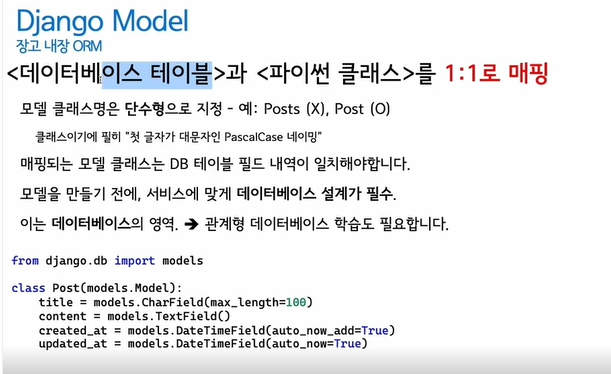 Django Model
장고 내장 ORM
<데이터베이스 테이블>과 <파이썬 클래스>를 1:1로 매핑
모델 클래스명은 단수형으로 지정 - 예: Posts (X), Post (O)
클래스이기에 필히 "첫 글자가 대문자인 PascalCase 네이밍"
매핑되는 모델 클래스는 DB 테이블 필드 내역이 일치해야합니다.
모델을 만들기 전에, 서비스에 맞게 데이터베이스 설계가 필수.
이는 데이터베이스의 영역. ➔ 관계형 데이터베이스 학습도 필요합니다.
from django.db import models
class Post(models.Model):
    title = models.CharField(max_length=100)
    content = models.TextField()
    created_at = models.DateTimeField(auto_now_add=True)
    updated_at = models.DateTimeField(auto_now=True)